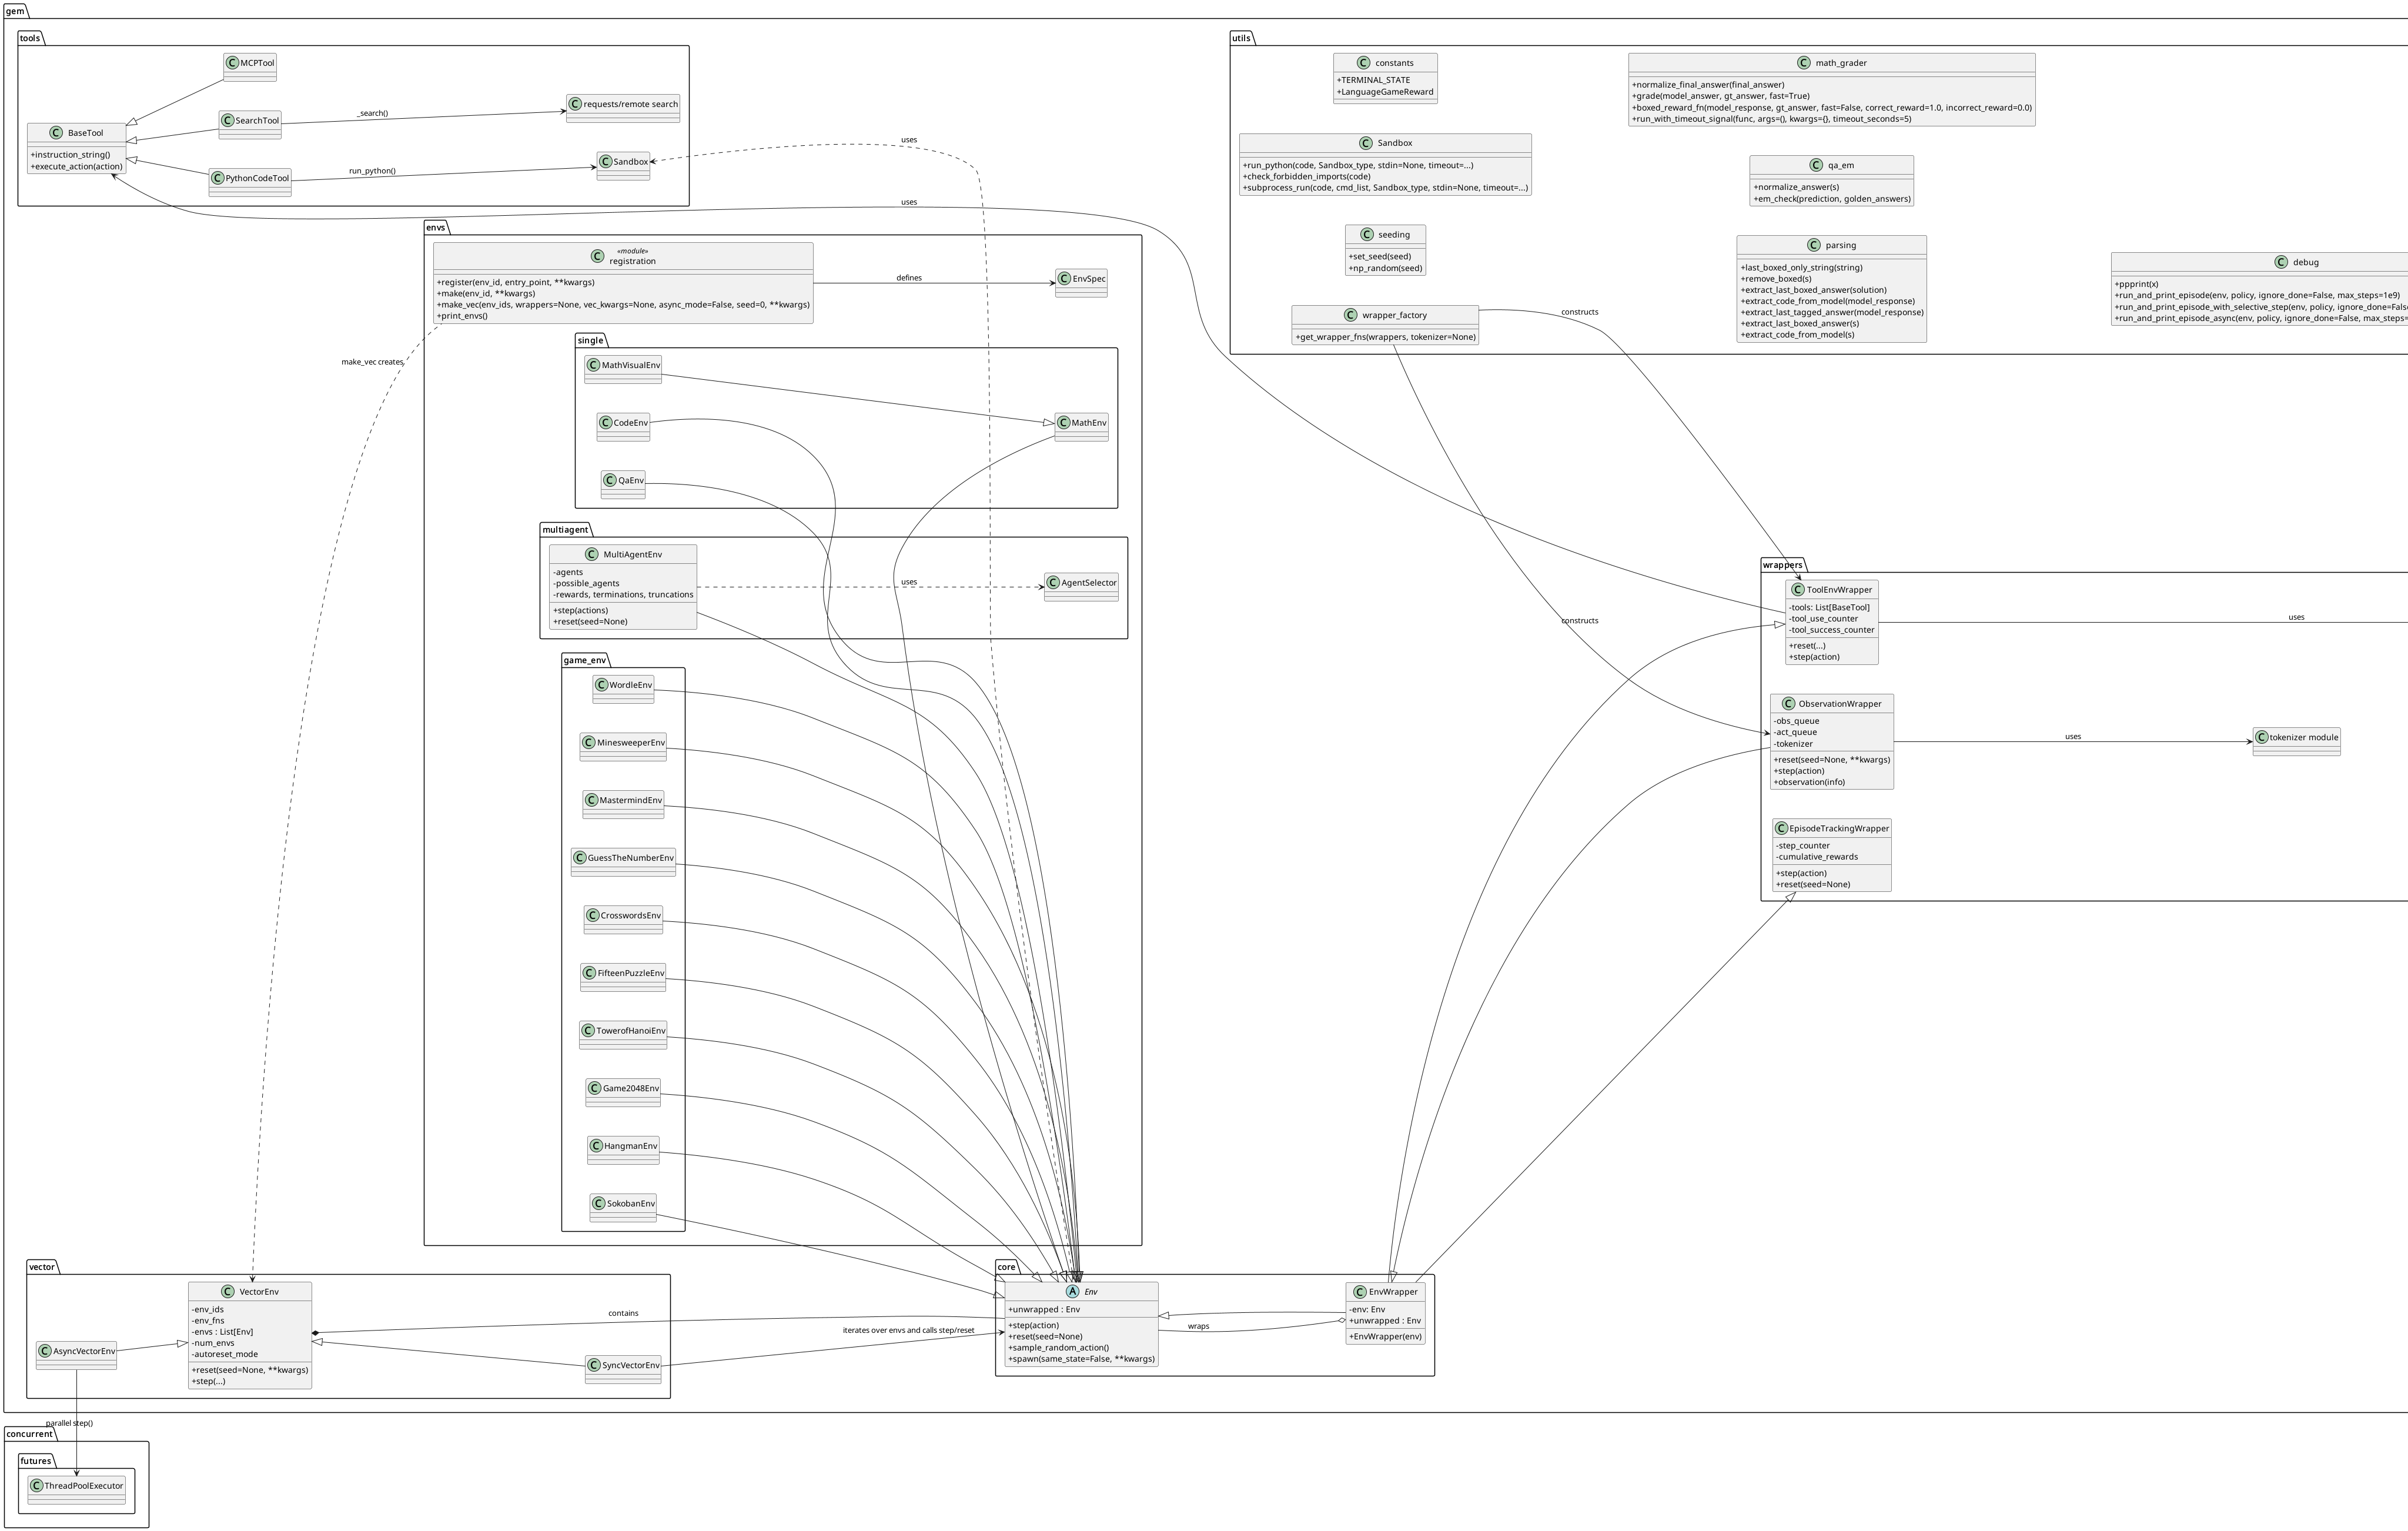 gem
tools
C MCPTool
C SearchTool
_search()
C requests/remote search
C BaseTool
+instruction_string()
+execute_action(action)
C PythonCodeTool
run_python()
C Sandbox
uses
uses
utils
C constants
+TERMINAL_STATE
+LanguageGameReward
C math_grader
+normalize_final_answer(final_answer)
+grade(model_answer, gt_answer, fast=True)
+boxed_reward_fn(model_response, gt_answer, fast=False, correct_reward=1.0, incorrect_reward=0.0)
+run_with_timeout_signal(func, args=(), kwargs={}, timeout_seconds=5)
C Sandbox
+run_python(code, Sandbox_type, stdin=None, timeout=...)
+check_forbidden_imports(code)
+subprocess_run(code, cmd_list, Sandbox_type, stdin=None, timeout=...)
C qa_em
+normalize_answer(s)
+em_check(prediction, golden_answers)
C seeding
+set_seed(seed)
+np_random(seed)
C parsing
+last_boxed_only_string(string)
+remove_boxed(s)
+extract_last_boxed_answer(solution)
+extract_code_from_model(model_response)
+extract_last_tagged_answer(model_response)
+extract_last_boxed_answer(s)
+extract_code_from_model(s)
C debug
+ppprint(x)
+run_and_print_episode(env, policy, ignore_done=False, max_steps=1e9)
+run_and_print_episode_with_selective_step(env, policy, ignore_done=False
+run_and_print_episode_async(env, policy, ignore_done=False, max_steps=
C wrapper_factory
+get_wrapper_fns(wrappers, tokenizer=None)
constructs
constructs
envs
«module»
C registration
+register(env_id, entry_point, **kwargs)
+make(env_id, **kwargs)
+make_vec(env_ids, wrappers=None, vec_kwargs=None, async_mode=False, seed=0, **kwargs)
+print_envs()
defines
C EnvSpec
make_vec creates
single
C MathVisualEnv
C CodeEnv
C MathEnv
C QaEnv
multiagent
C MultiAgentEnv
-agents
-possible_agents
-rewards, terminations, truncations
+step(actions)
+reset(seed=None)
uses
C AgentSelector
game_env
C WordleEnv
C MinesweeperEnv
C MastermindEnv
C GuessTheNumberEnv
C CrosswordsEnv
C FifteenPuzzleEnv
C TowerofHanoiEnv
C Game2048Env
C HangmanEnv
C SokobanEnv
wrappers
C ToolEnvWrapper
-tools: List[BaseTool]
-tool_use_counter
-tool_success_counter
+reset(...)
+step(action)
uses
C ObservationWrapper
-obs_queue
-act_queue
-tokenizer
+reset(seed=None, **kwargs)
+step(action)
+observation(info)
uses
C tokenizer module
C EpisodeTrackingWrapper
-step_counter
-cumulative_rewards
+step(action)
+reset(seed=None)
vector
C AsyncVectorEnv
C VectorEnv
-env_ids
-env_fns
-envs : List[Env]
-num_envs
-autoreset_mode
+reset(seed=None, **kwargs)
+step(...)
contains
C SyncVectorEnv
iterates over envs and calls step/reset
core
A Env
+unwrapped : Env
+step(action)
+reset(seed=None)
+sample_random_action()
+spawn(same_state=False, **kwargs)
wraps
C EnvWrapper
-env: Env
+unwrapped : Env
+EnvWrapper(env)
parallel step()
concurrent
futures
C ThreadPoolExecutor